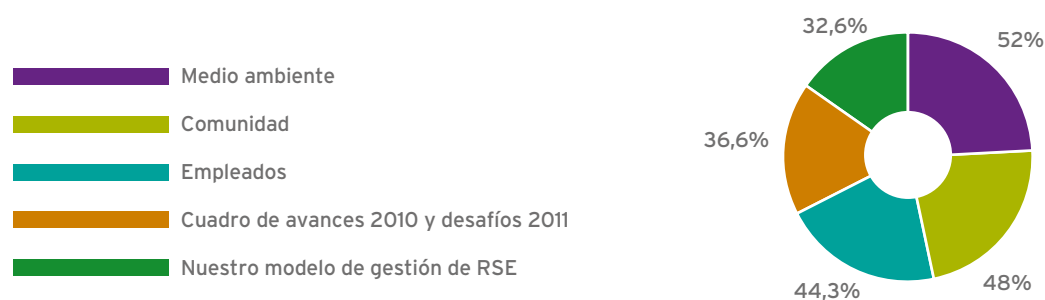 Medio ambiente
Comunidad
Empleados
Cuadro de avances 2010 y desafíos 2011
Nuestro modelo de gestión de RSE
32,6%
52%
36,6%
44,3%
48%